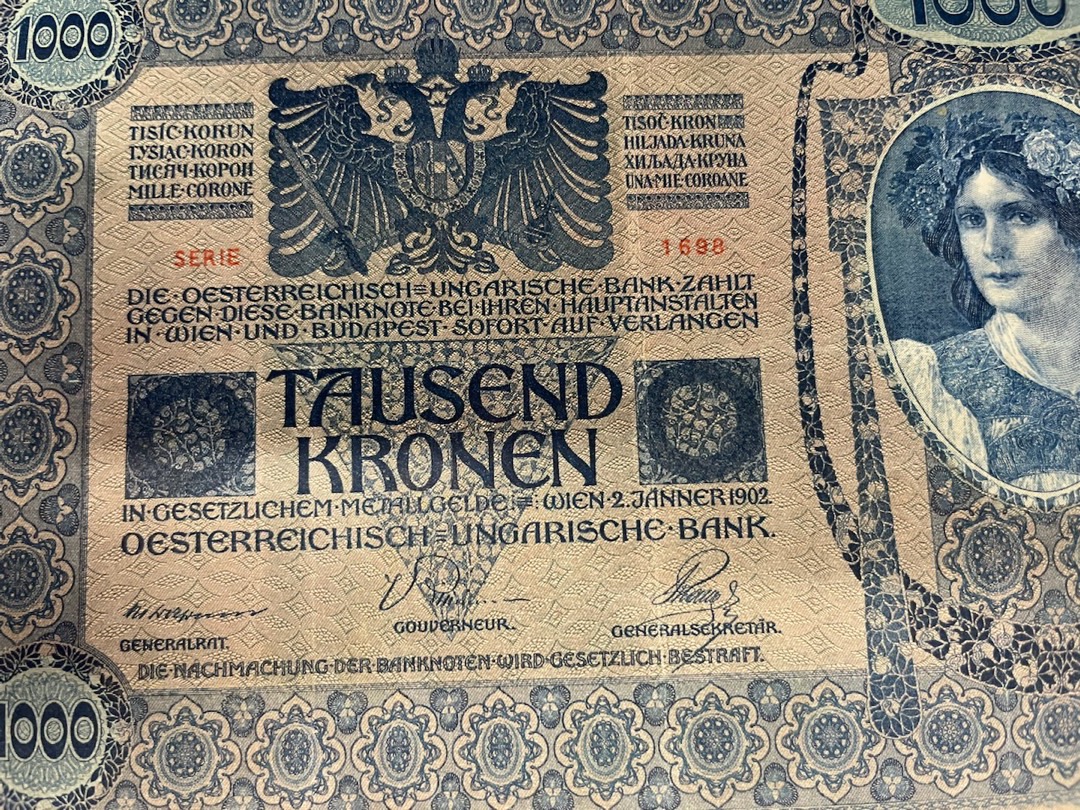 1000
1000
TISÍC·KORUN
TYSIĄC·KORON
ТИСЯЧ·КОРОН
MILLE·CORONE
TISOČ·KRON
HILJADA·KRUNA
ХИЉАДА·КРУНА
UNA·MIE·COROANE
SERIE
1698
DIE·OESTERREICHISCH=UNGARISCHE·BANK·ZAHLT
GEGEN·DIESE·BANKNOTE·BEI·IHREN·HAUPTANSTALTEN
IN·WIEN·UND·BUDAPEST·SOFORT·AUF·VERLANGEN
TAUSEND
KRONEN
IN·GESETZLICHEM·METALLGELDE·=:WIEN·2.JÄNNER 1902.
OESTERREICHISCH=UNGARISCHE·BANK.
GENERALRAT.
GOUVERNEUR.
GENERALSEKRETÄR.
DIE·NACHMACHUNG·DER·BANKNOTEN·WIRD·GESETZLICH·BESTRAFT.
1000